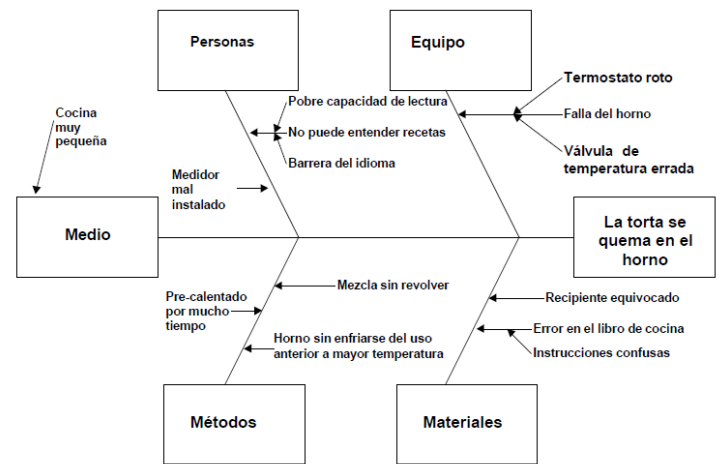 Personas
Equipo
Cocina
muy
pequeña
Pobre capacidad de lectura
No puede entender recetas
Barrera del idioma
Medidor
mal
instalado
Termostato roto
Falla del horno
Válvula de
temperatura errada
Medio
La torta se
quema en el
horno
Pre-calentado
por mucho
tiempo
Mezcla sin revolver
Horno sin enfriarse del uso
anterior a mayor temperatura
Recipiente equivocado
Error en el libro de cocina
Instrucciones confusas
Métodos
Materiales